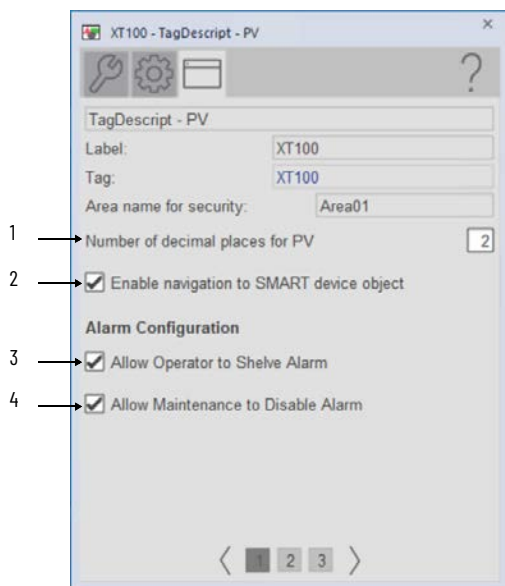 XT100 - TagDescript - PV
×
?
TagDescript - PV
Label: XT100
Tag: XT100
Area name for security: Area01
1 Number of decimal places for PV 2
2 Enable navigation to SMART device object
Alarm Configuration
3 Allow Operator to Shelve Alarm
4 Allow Maintenance to Disable Alarm
1 2 3